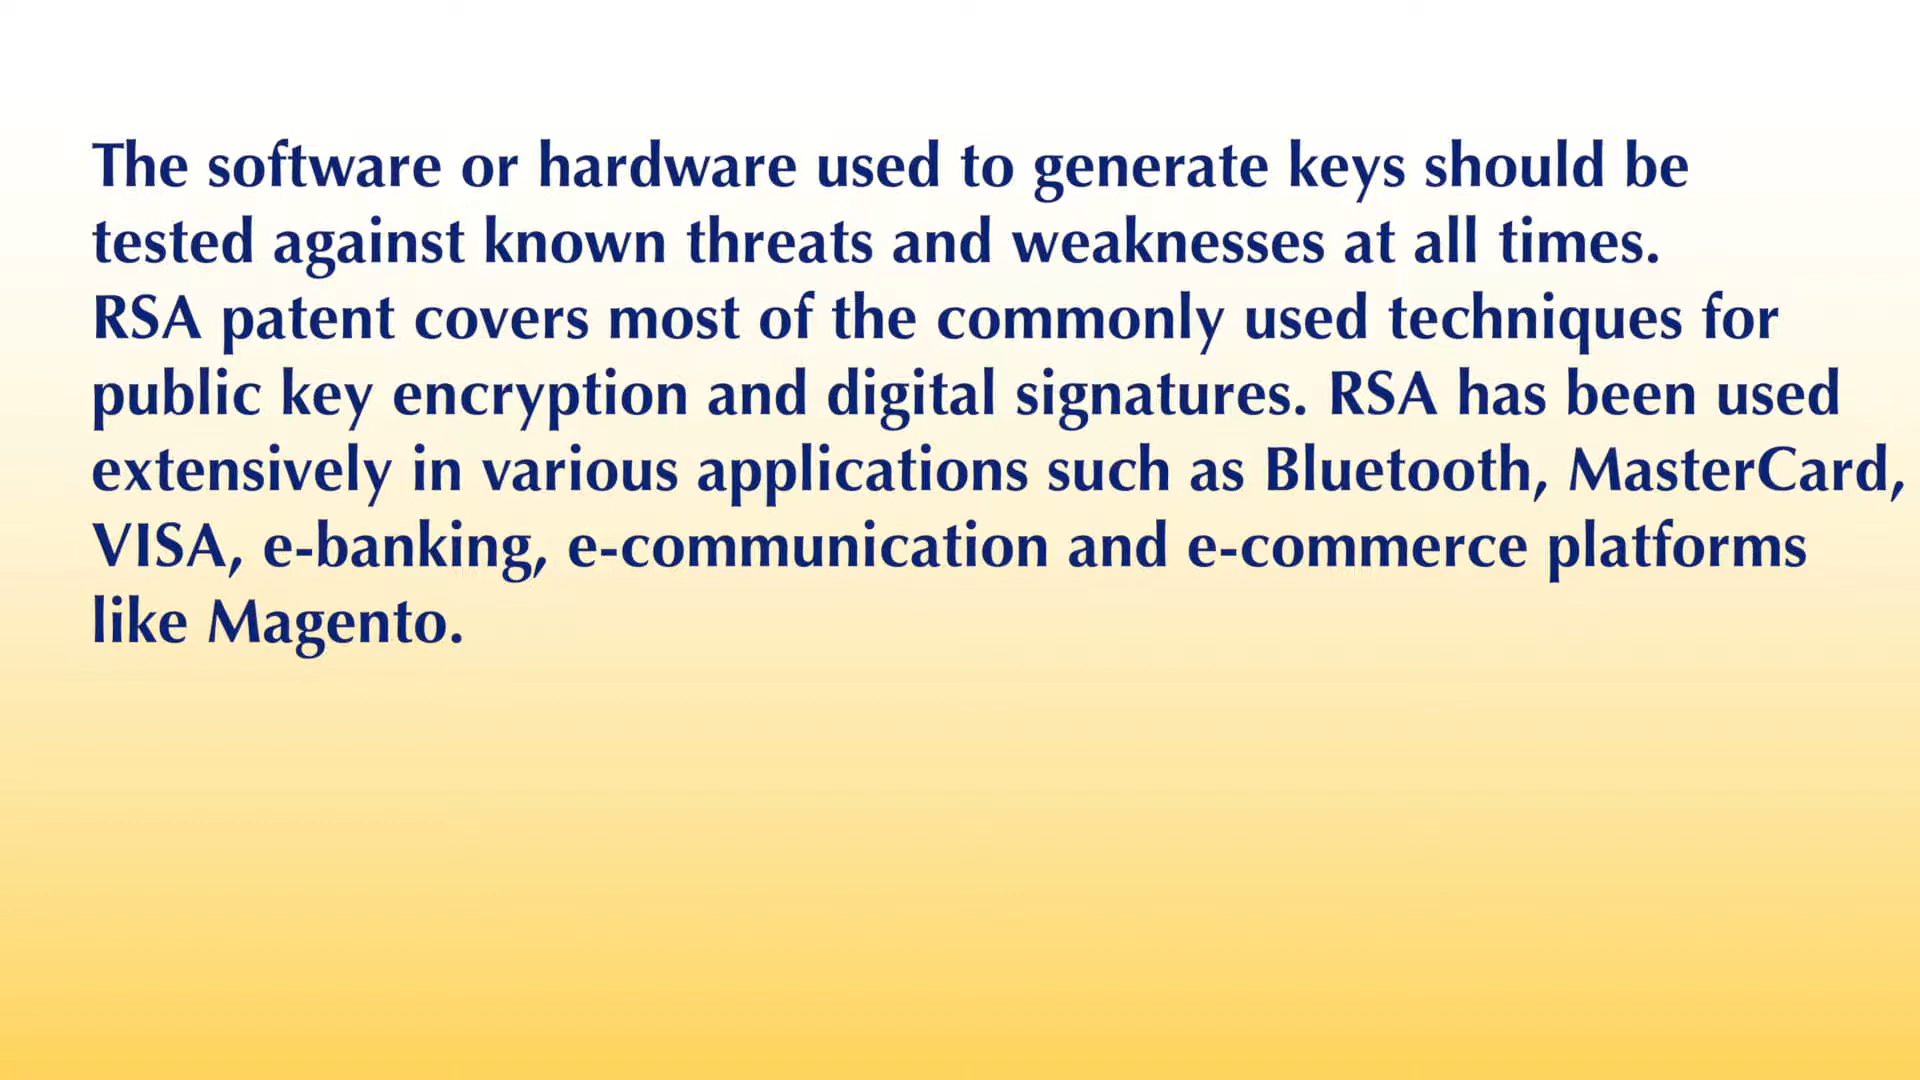 The software or hardware used to generate keys should be
tested against known threats and weaknesses at all times.
RSA patent covers most of the commonly used techniques for
public key encryption and digital signatures. RSA has been used
extensively in various applications such as Bluetooth, MasterCard,
VISA, e-banking, e-communication and e-commerce platforms
like Magento.